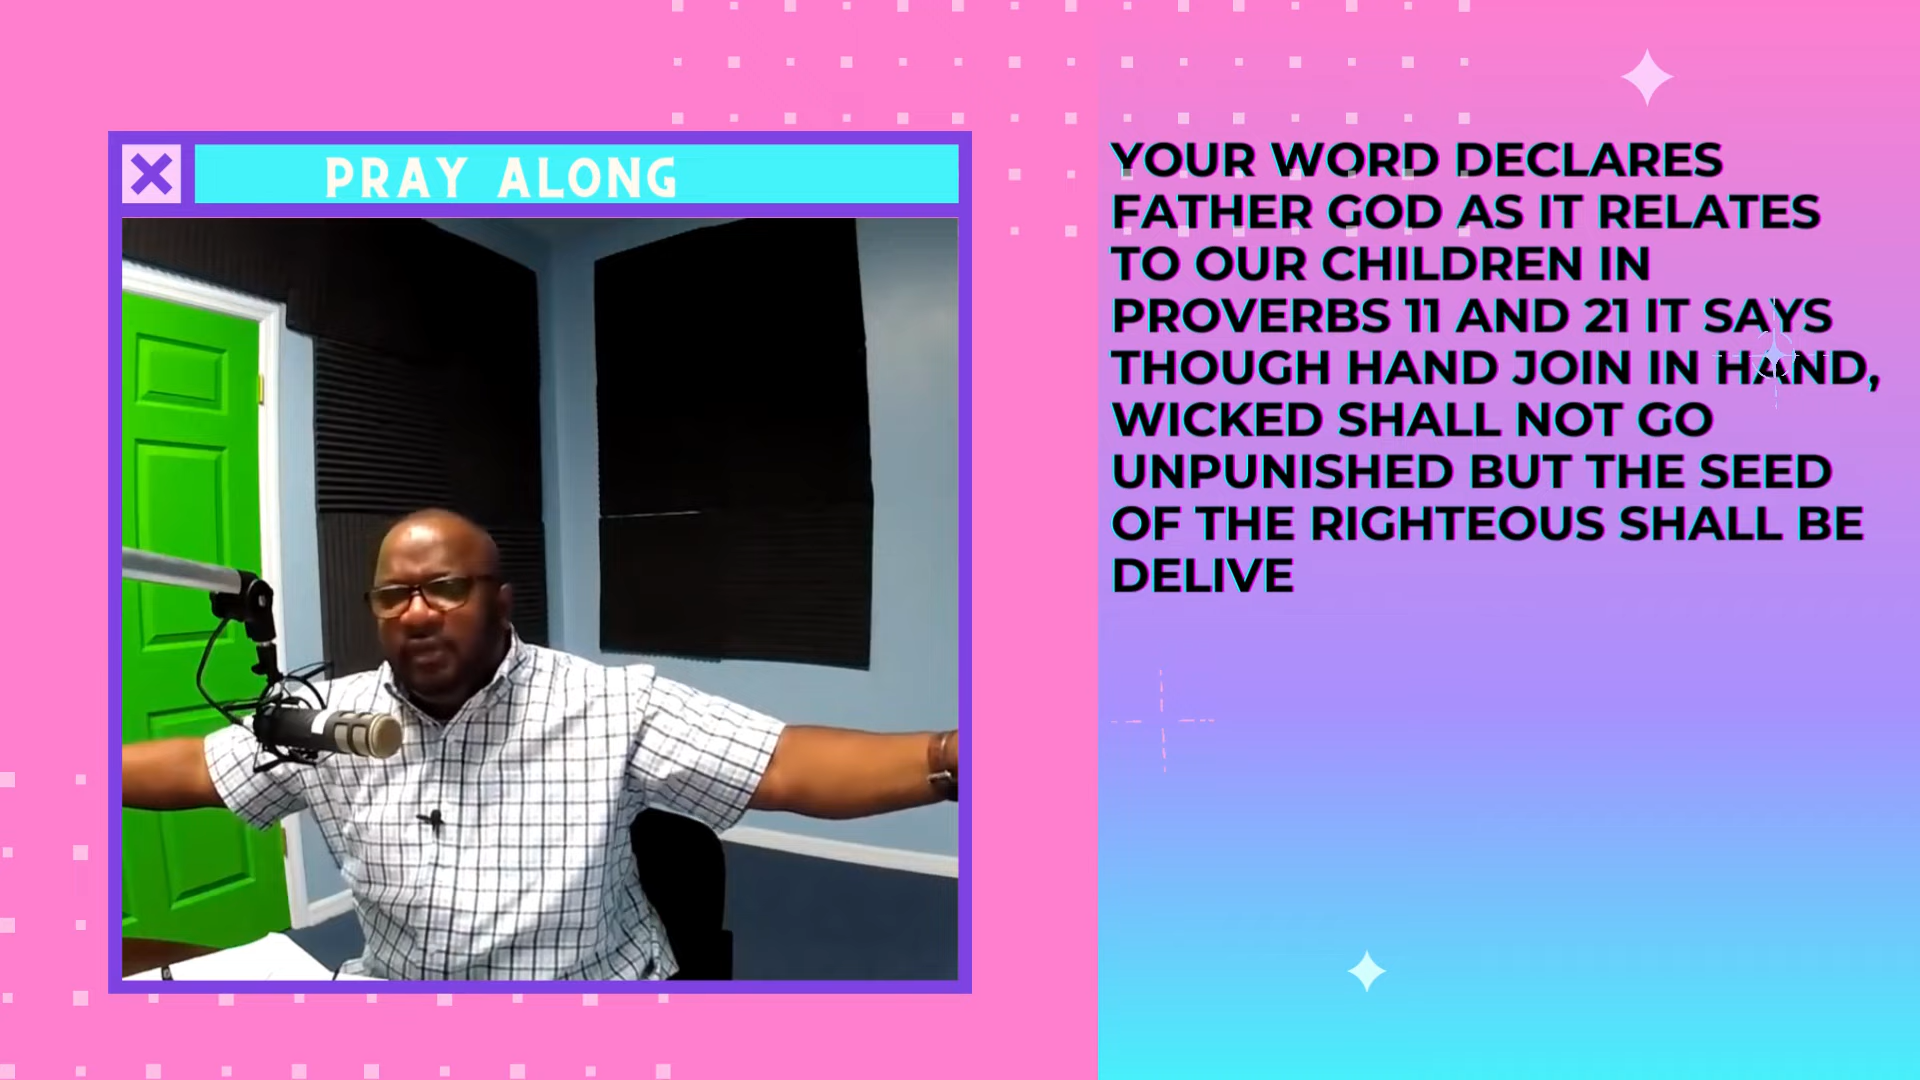 PRAY ALONG
YOUR WORD DECLARES
FATHER GOD AS IT RELATES
TO OUR CHILDREN IN
PROVERBS 11 AND 21 IT SAYS
THOUGH HAND JOIN IN HAND,
WICKED SHALL NOT GO
UNPUNISHED BUT THE SEED
OF THE RIGHTEOUS SHALL BE
DELIVE